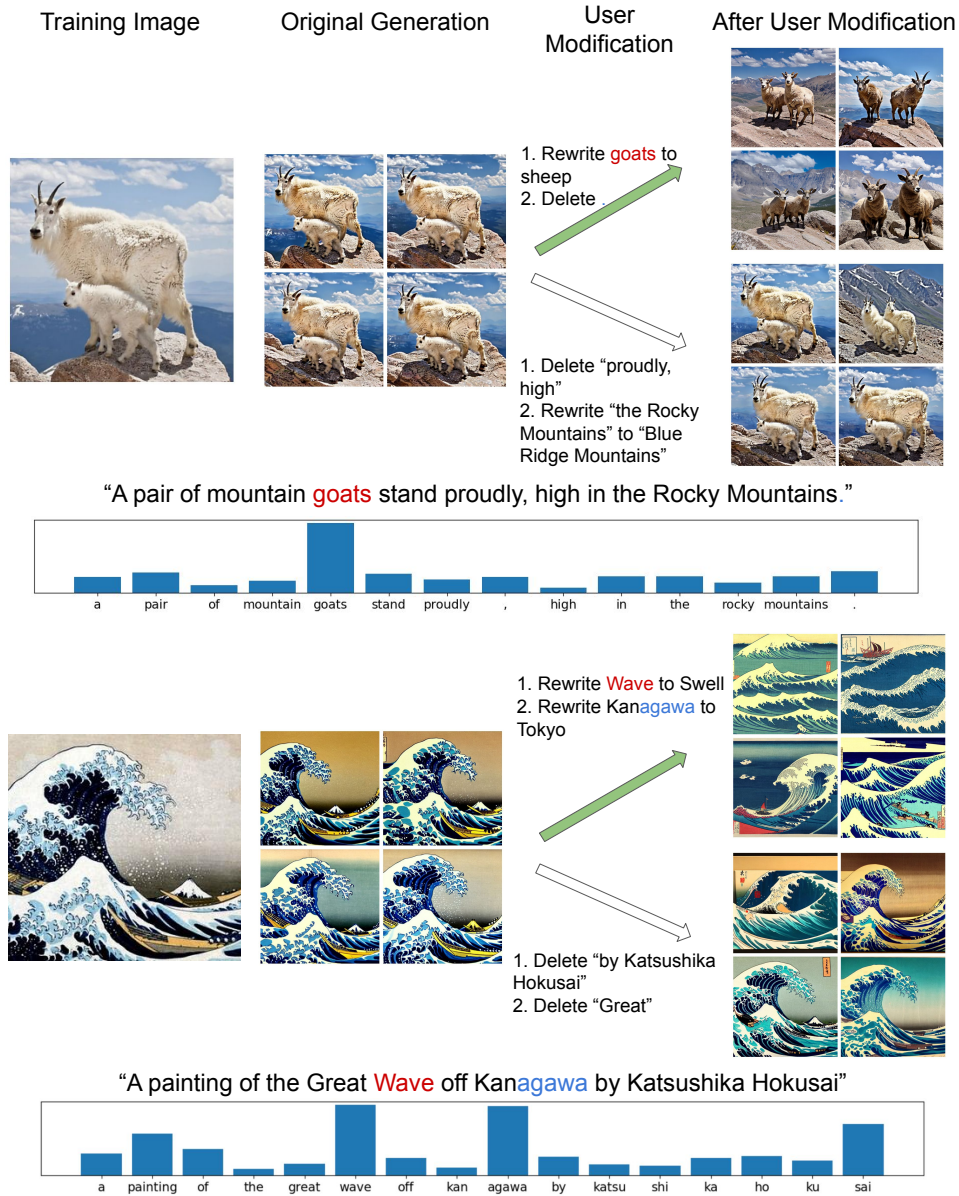 Training Image
Original Generation
User
Modification
After User Modification
1. Rewrite goats to
sheep
2. Delete .
1. Delete “proudly,
high”
2. Rewrite “the Rocky
Mountains” to “Blue
Ridge Mountains”
“A pair of mountain goats stand proudly, high in the Rocky Mountains.”
a pair of mountain goats stand proudly , high in the rocky mountains .
1. Rewrite Wave to Swell
2. Rewrite Kanagawa to
Tokyo
1. Delete “by Katsushika
Hokusai”
2. Delete “Great”
“A painting of the Great Wave off Kanagawa by Katsushika Hokusai”
a painting of the great wave off kan agawa by katsu shi ka ho ku sai